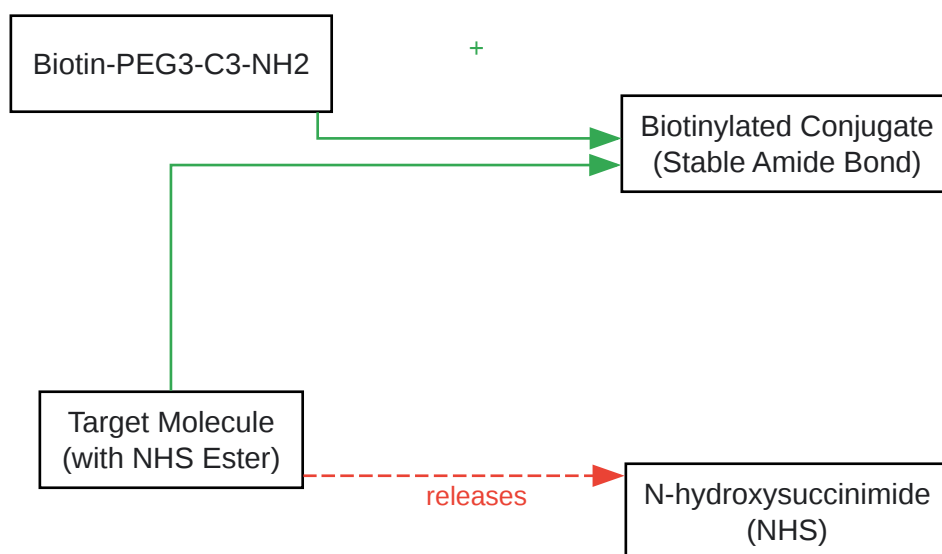 Biotin-PEG3-C3-NH2
+
Biotinylated Conjugate
(Stable Amide Bond)
Target Molecule
(with NHS Ester)
releases
N-hydroxysuccinimide
(NHS)